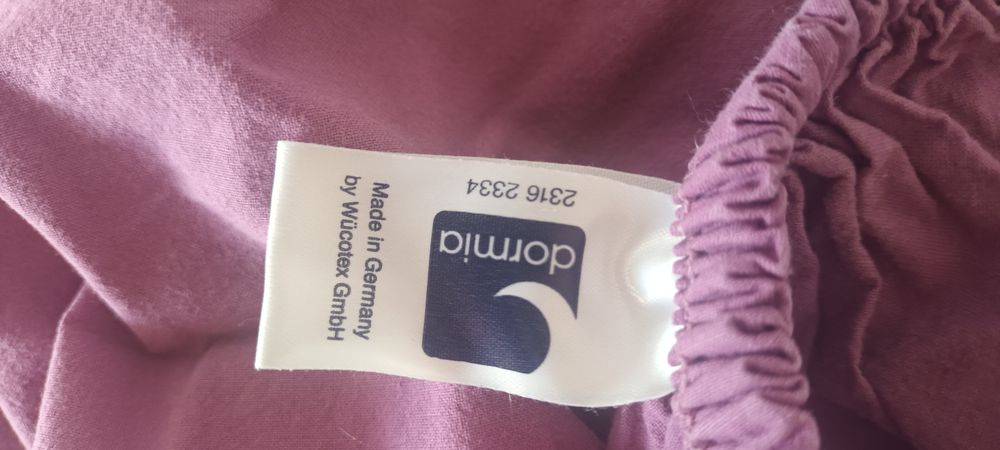 2316 2334
dormia
Made in Germany
by Wücotex GmbH